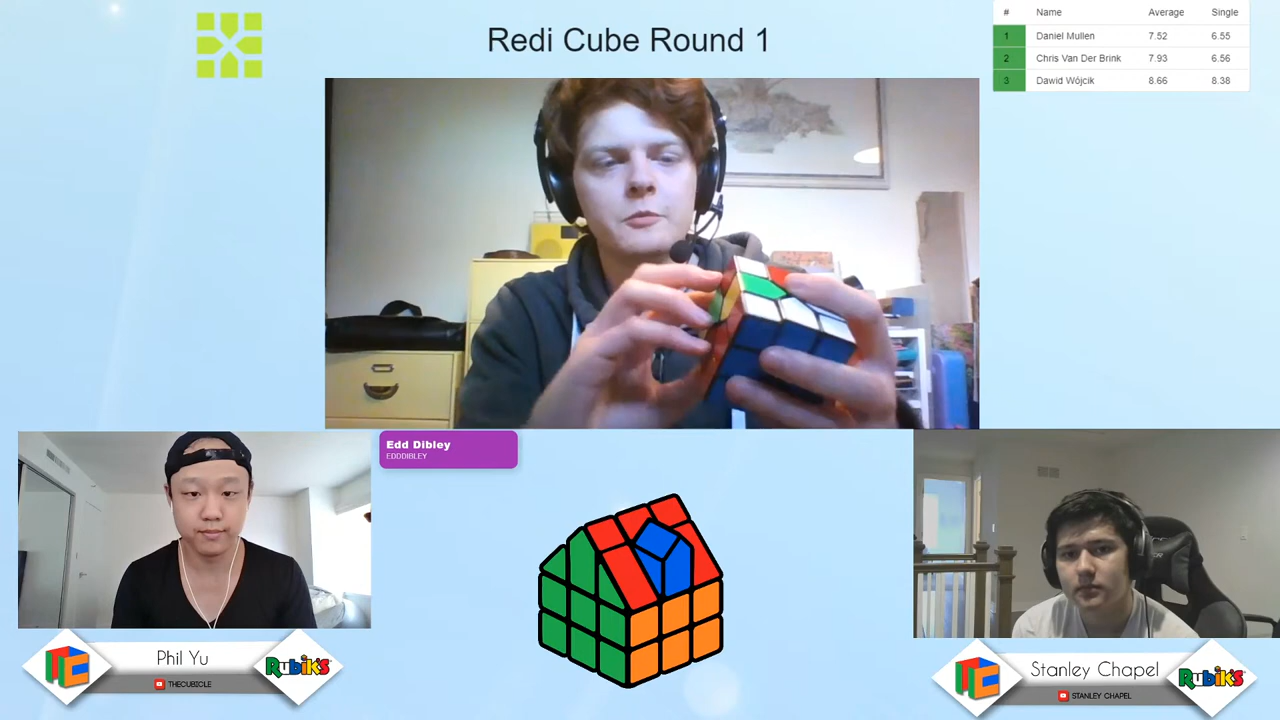 Redi Cube Round 1
# Name Average Single
1 Daniel Mullen 7.52 6.55
2 Chris Van Der Brink 7.93 6.56
3 Dawid Wójcik 8.66 8.38
Edd Dibley
EDDDIBLEY
Phil Yu
RUBIK'S
THECUBICLE
Stanley Chapel
RUBIK'S
STANLEY CHAPEL